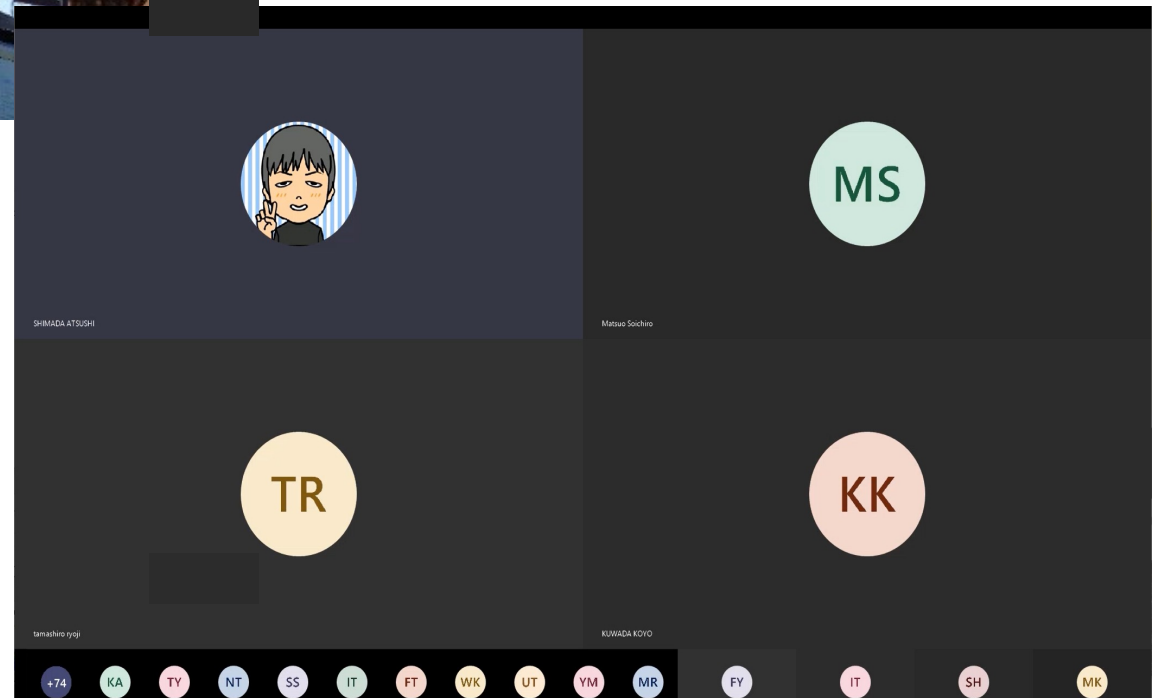 MS
SHIMADA ATSUSHI
Matsuo Soichiro
TR
KK
tamashiro ryoji
KUWADA KOYO
+74 KA TY NT SS IT FT WK UT YM MR FY IT SH MK